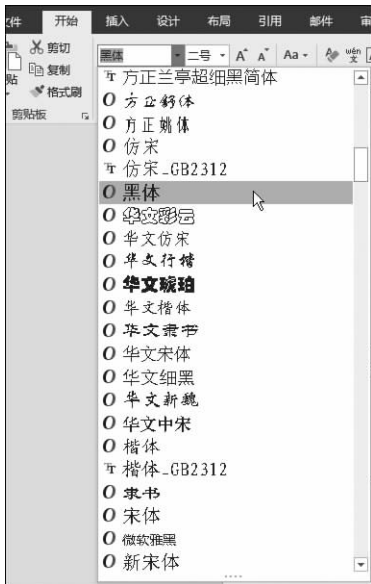 文件 开始 插入 设计 布局 引用 邮件 审
剪切
复制
格式刷
粘
剪贴板
黑体 二号 A A Aa wén 文 A
方正兰亭超细黑简体
方正舒体
方正姚体
仿宋
仿宋_GB2312
黑体
华文彩云
华文仿宋
华文行楷
华文琥珀
华文楷体
华文隶书
华文宋体
华文细黑
华文新魏
华文中宋
楷体
楷体_GB2312
隶书
宋体
微软雅黑
新宋体